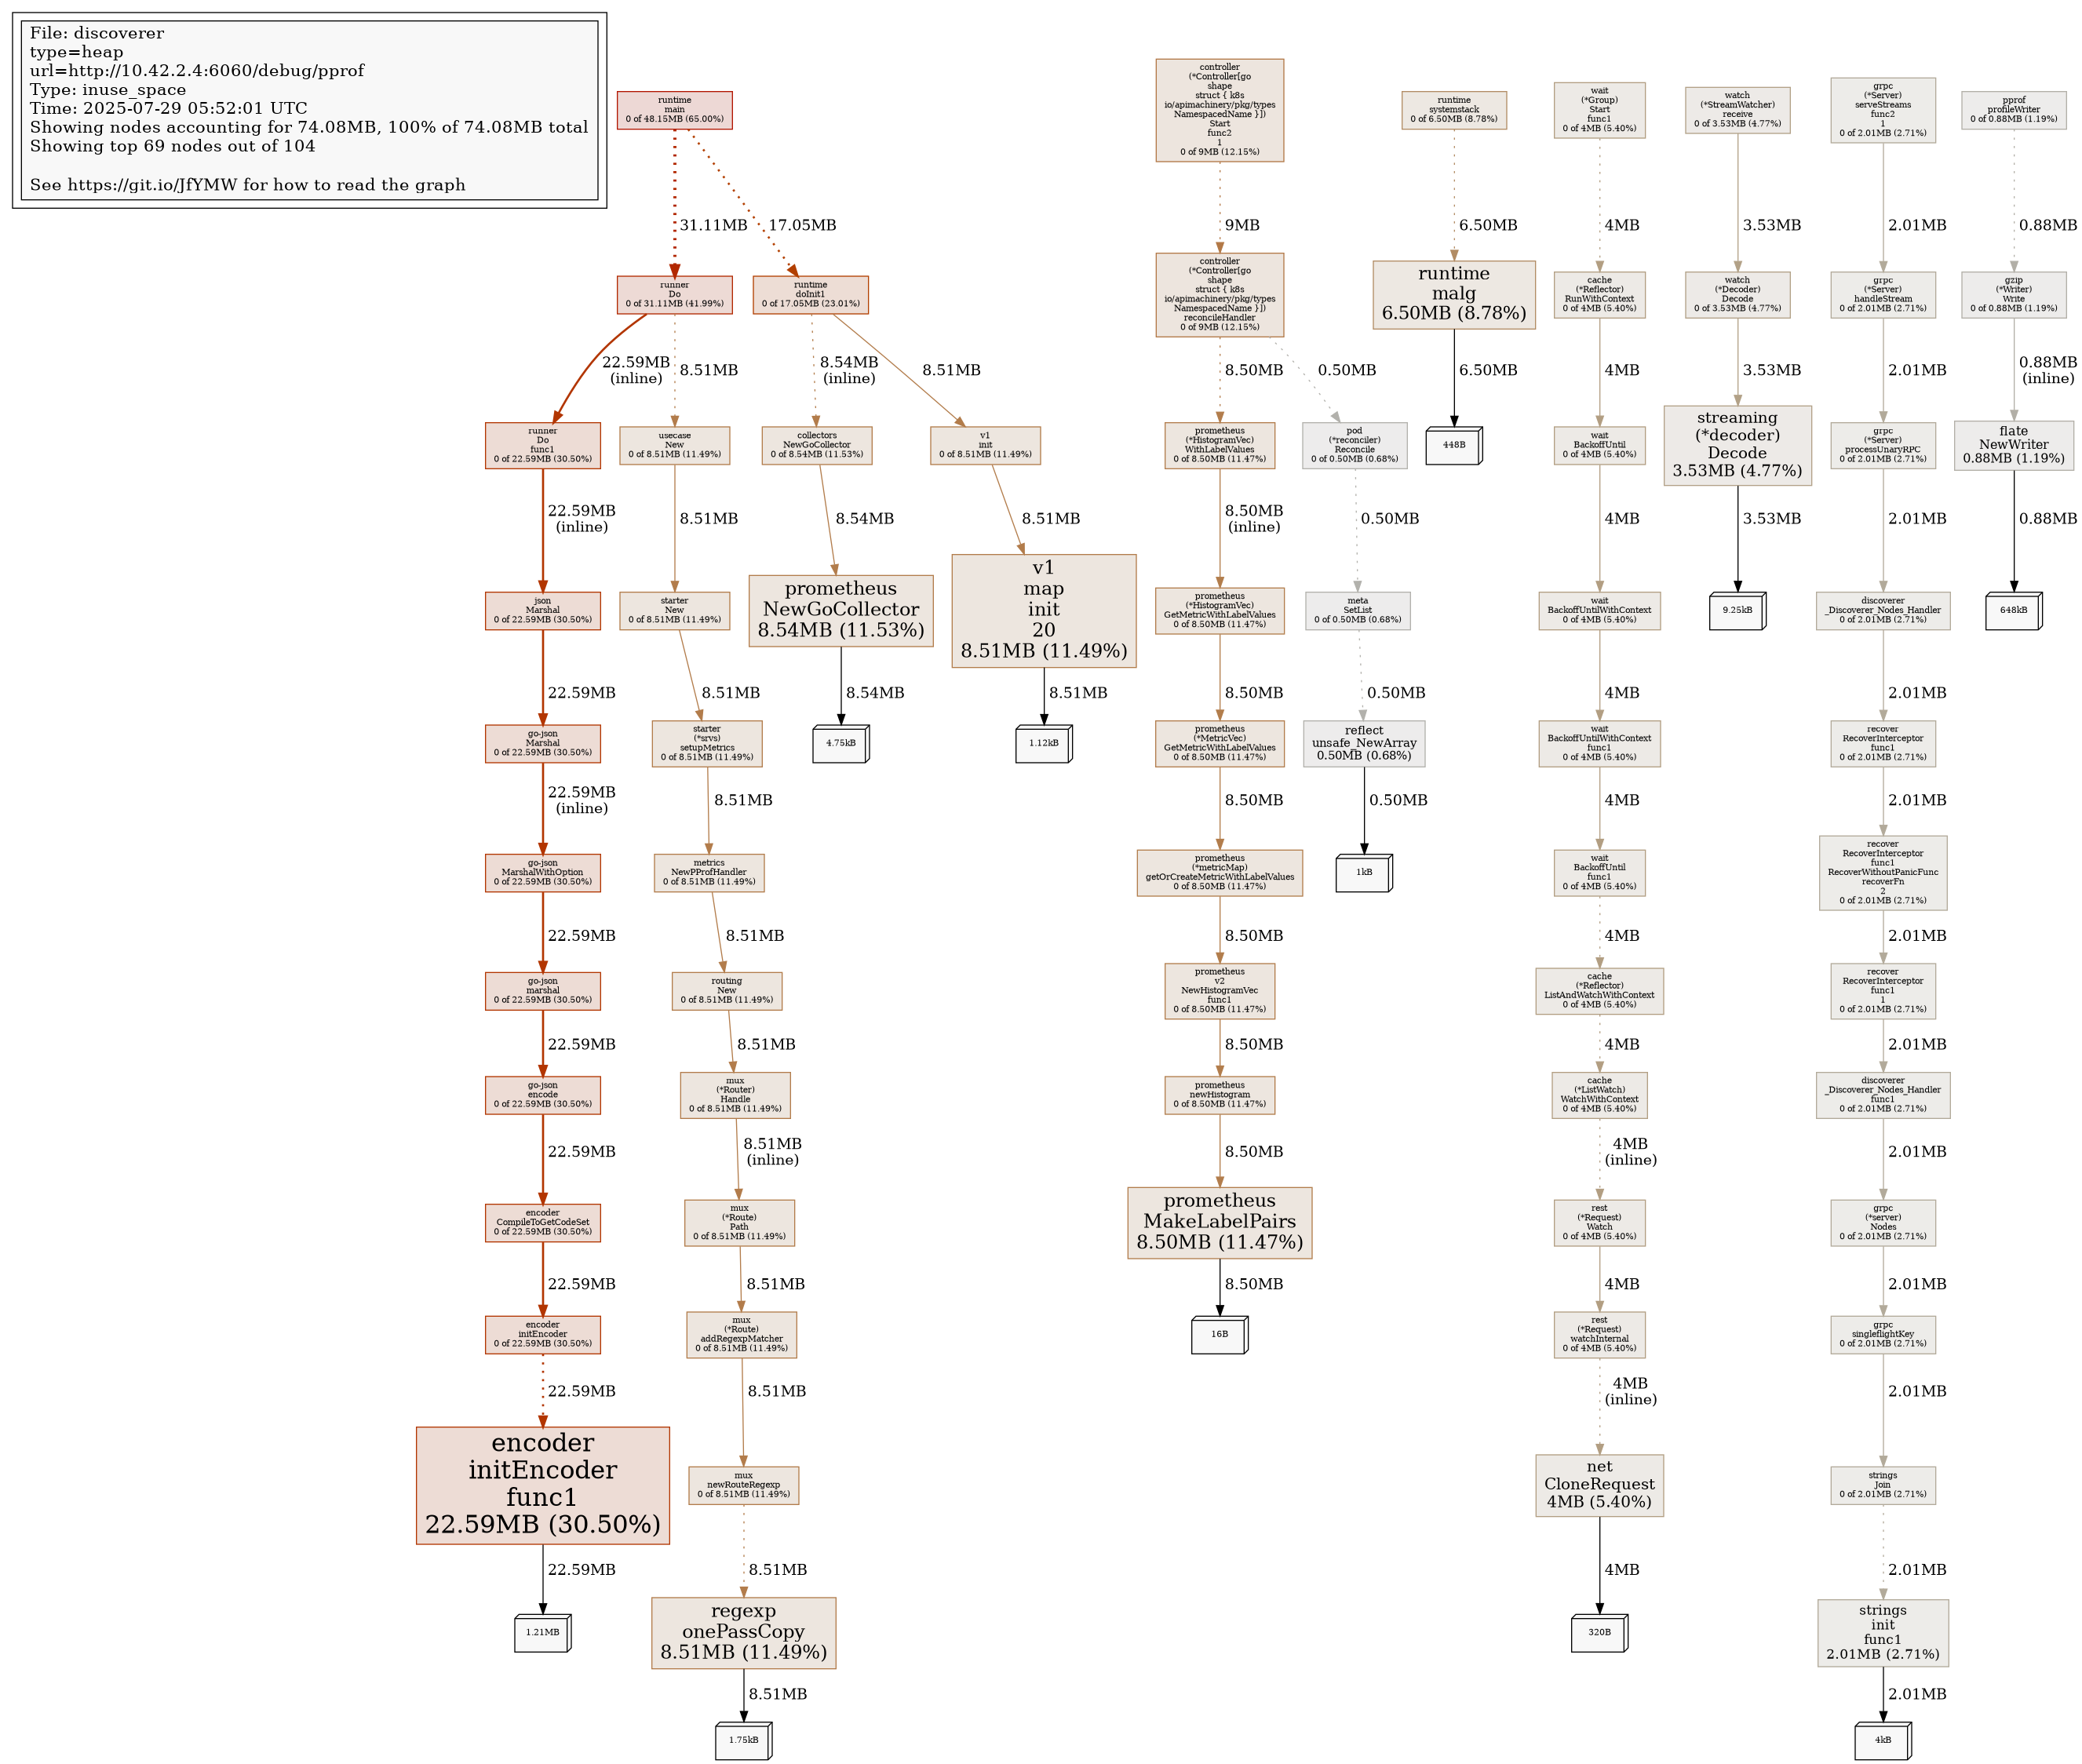 File: discoverer
type=heap
url=http://10.42.2.4:6060/debug/pprof
Type: inuse_space
Time: 2025-07-29 05:52:01 UTC
Showing nodes accounting for 74.08MB, 100% of 74.08MB total
Showing top 69 nodes out of 104
See https://git.io/JfYMW for how to read the graph
runtime
main
0 of 48.15MB (65.00%)
31.11MB
17.05MB
runner
Do
0 of 31.11MB (41.99%)
runtime
doInit1
0 of 17.05MB (23.01%)
22.59MB
(inline)
8.51MB
8.54MB
(inline)
8.51MB
runner
Do
func1
0 of 22.59MB (30.50%)
22.59MB
(inline)
json
Marshal
0 of 22.59MB (30.50%)
22.59MB
go-json
Marshal
0 of 22.59MB (30.50%)
22.59MB
(inline)
go-json
MarshalWithOption
0 of 22.59MB (30.50%)
22.59MB
go-json
marshal
0 of 22.59MB (30.50%)
22.59MB
go-json
encode
0 of 22.59MB (30.50%)
22.59MB
encoder
CompileToGetCodeSet
0 of 22.59MB (30.50%)
22.59MB
encoder
initEncoder
0 of 22.59MB (30.50%)
22.59MB
encoder
initEncoder
func1
22.59MB (30.50%)
22.59MB
1.21MB
usecase
New
0 of 8.51MB (11.49%)
8.51MB
starter
New
0 of 8.51MB (11.49%)
8.51MB
starter
(*srvs)
setupMetrics
0 of 8.51MB (11.49%)
8.51MB
metrics
NewPProfHandler
0 of 8.51MB (11.49%)
8.51MB
routing
New
0 of 8.51MB (11.49%)
8.51MB
mux
(*Router)
Handle
0 of 8.51MB (11.49%)
8.51MB
(inline)
mux
(*Route)
Path
0 of 8.51MB (11.49%)
8.51MB
mux
(*Route)
addRegexpMatcher
0 of 8.51MB (11.49%)
8.51MB
mux
newRouteRegexp
0 of 8.51MB (11.49%)
8.51MB
regexp
onePassCopy
8.51MB (11.49%)
8.51MB
1.75kB
collectors
NewGoCollector
0 of 8.54MB (11.53%)
8.54MB
prometheus
NewGoCollector
8.54MB (11.53%)
8.54MB
4.75kB
v1
init
0 of 8.51MB (11.49%)
8.51MB
v1
map
init
20
8.51MB (11.49%)
8.51MB
1.12kB
controller
(*Controller[go
shape
struct { k8s
io/apimachinery/pkg/types
NamespacedName }])
Start
func2
1
0 of 9MB (12.15%)
9MB
controller
(*Controller[go
shape
struct { k8s
io/apimachinery/pkg/types
NamespacedName }])
reconcileHandler
0 of 9MB (12.15%)
8.50MB
0.50MB
prometheus
(*HistogramVec)
WithLabelValues
0 of 8.50MB (11.47%)
8.50MB
(inline)
prometheus
(*HistogramVec)
GetMetricWithLabelValues
0 of 8.50MB (11.47%)
8.50MB
prometheus
(*MetricVec)
GetMetricWithLabelValues
0 of 8.50MB (11.47%)
8.50MB
prometheus
(*metricMap)
getOrCreateMetricWithLabelValues
0 of 8.50MB (11.47%)
8.50MB
prometheus
v2
NewHistogramVec
func1
0 of 8.50MB (11.47%)
8.50MB
prometheus
newHistogram
0 of 8.50MB (11.47%)
8.50MB
prometheus
MakeLabelPairs
8.50MB (11.47%)
8.50MB
16B
pod
(*reconciler)
Reconcile
0 of 0.50MB (0.68%)
0.50MB
meta
SetList
0 of 0.50MB (0.68%)
0.50MB
reflect
unsafe_NewArray
0.50MB (0.68%)
0.50MB
1kB
runtime
systemstack
0 of 6.50MB (8.78%)
6.50MB
runtime
malg
6.50MB (8.78%)
6.50MB
448B
wait
(*Group)
Start
func1
0 of 4MB (5.40%)
4MB
cache
(*Reflector)
RunWithContext
0 of 4MB (5.40%)
4MB
wait
BackoffUntil
0 of 4MB (5.40%)
4MB
wait
BackoffUntilWithContext
0 of 4MB (5.40%)
4MB
wait
BackoffUntilWithContext
func1
0 of 4MB (5.40%)
4MB
wait
BackoffUntil
func1
0 of 4MB (5.40%)
4MB
cache
(*Reflector)
ListAndWatchWithContext
0 of 4MB (5.40%)
4MB
cache
(*ListWatch)
WatchWithContext
0 of 4MB (5.40%)
4MB
(inline)
rest
(*Request)
Watch
0 of 4MB (5.40%)
4MB
rest
(*Request)
watchInternal
0 of 4MB (5.40%)
4MB
(inline)
net
CloneRequest
4MB (5.40%)
4MB
320B
watch
(*StreamWatcher)
receive
0 of 3.53MB (4.77%)
3.53MB
watch
(*Decoder)
Decode
0 of 3.53MB (4.77%)
3.53MB
streaming
(*decoder)
Decode
3.53MB (4.77%)
3.53MB
9.25kB
grpc
(*Server)
serveStreams
func2
1
0 of 2.01MB (2.71%)
2.01MB
grpc
(*Server)
handleStream
0 of 2.01MB (2.71%)
2.01MB
grpc
(*Server)
processUnaryRPC
0 of 2.01MB (2.71%)
2.01MB
discoverer
_Discoverer_Nodes_Handler
0 of 2.01MB (2.71%)
2.01MB
recover
RecoverInterceptor
func1
0 of 2.01MB (2.71%)
2.01MB
recover
RecoverInterceptor
func1
RecoverWithoutPanicFunc
recoverFn
2
0 of 2.01MB (2.71%)
2.01MB
recover
RecoverInterceptor
func1
1
0 of 2.01MB (2.71%)
2.01MB
discoverer
_Discoverer_Nodes_Handler
func1
0 of 2.01MB (2.71%)
2.01MB
grpc
(*server)
Nodes
0 of 2.01MB (2.71%)
2.01MB
grpc
singleflightKey
0 of 2.01MB (2.71%)
2.01MB
strings
Join
0 of 2.01MB (2.71%)
2.01MB
strings
init
func1
2.01MB (2.71%)
2.01MB
4kB
pprof
profileWriter
0 of 0.88MB (1.19%)
0.88MB
gzip
(*Writer)
Write
0 of 0.88MB (1.19%)
0.88MB
(inline)
flate
NewWriter
0.88MB (1.19%)
0.88MB
648kB